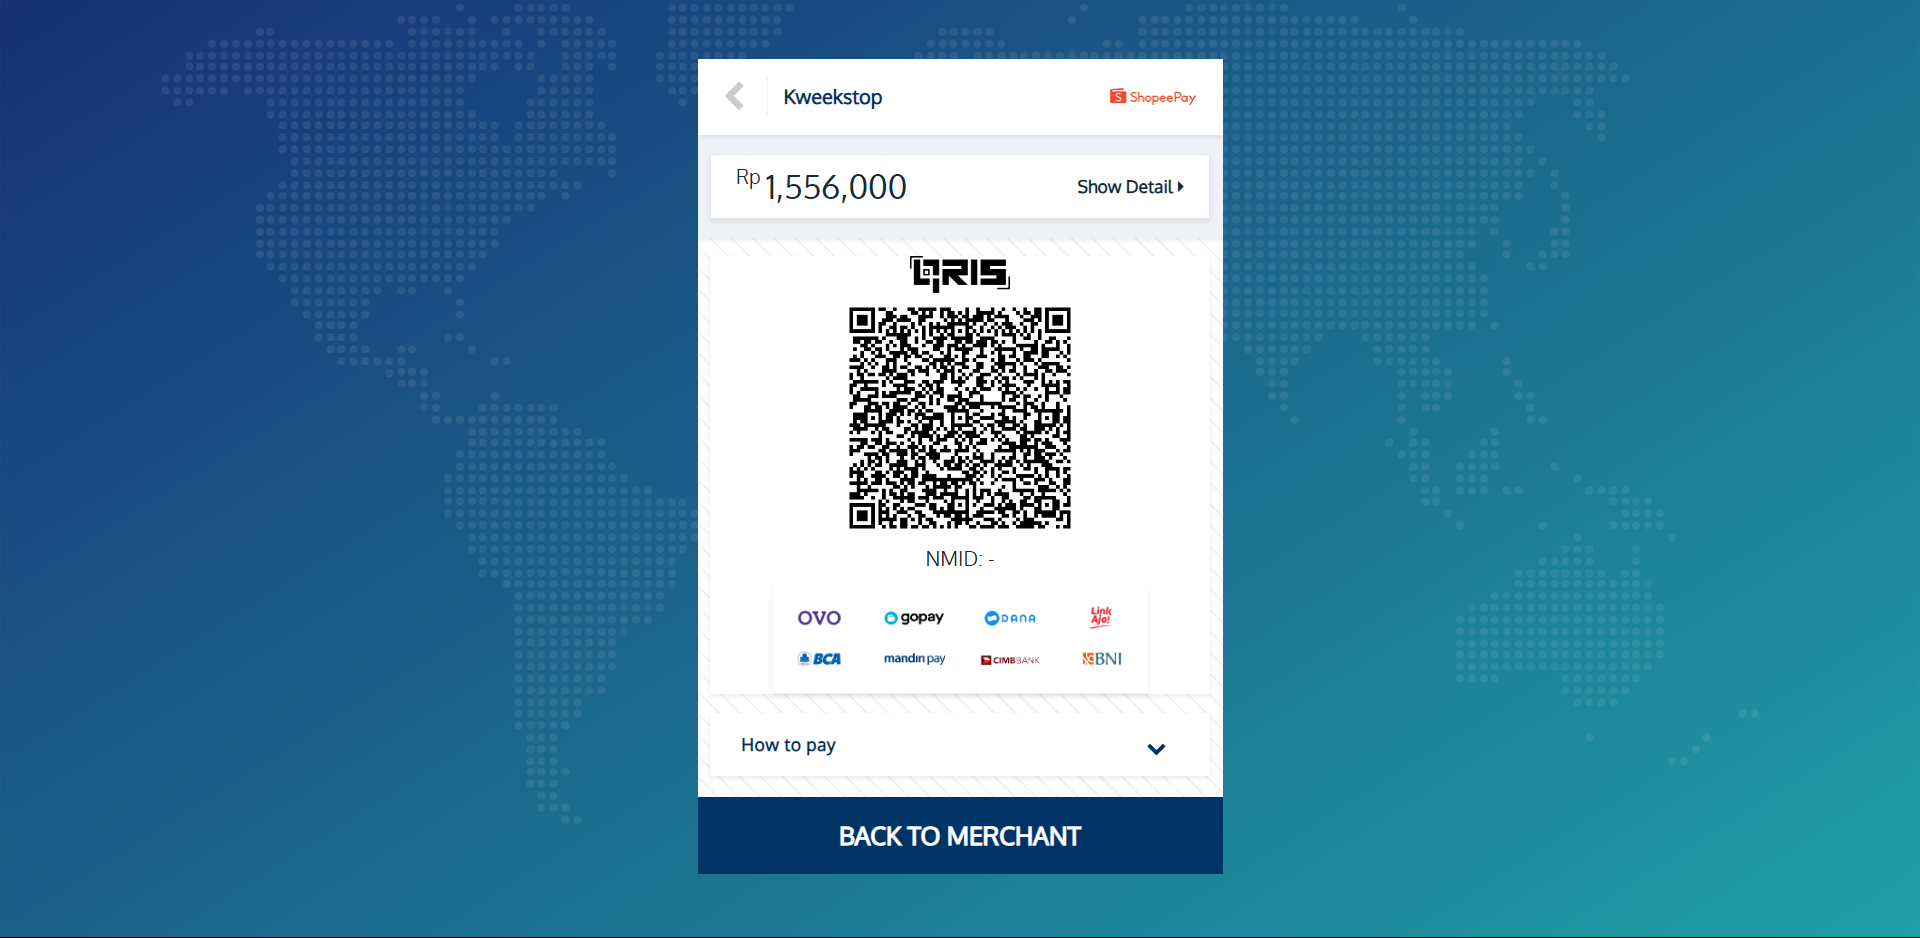 Kweekstop
ShopeePay
Rp 1,556,000
Show Detail
QRIS
NMID: -
OVO gopay DANA Link Aja!
BCA mandiri pay CIMB BANK BNI
How to pay
BACK TO MERCHANT